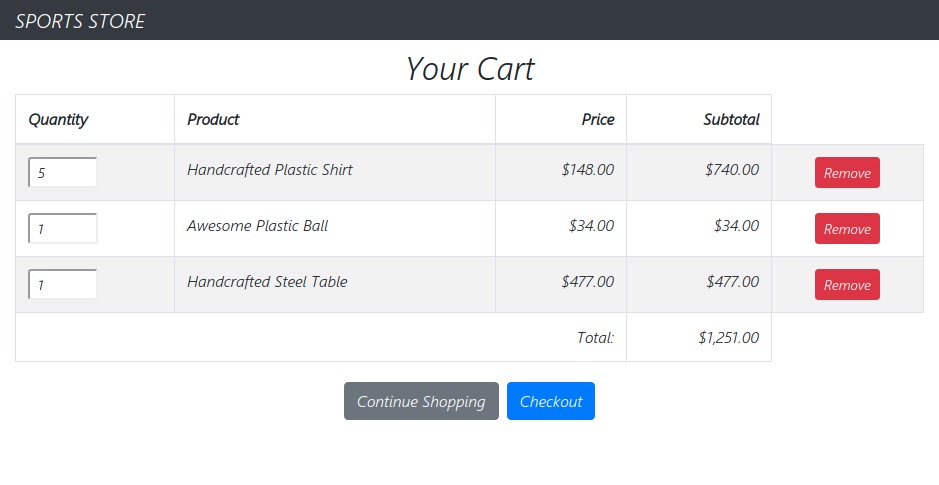 SPORTS STORE
Your Cart
Quantity Product Price Subtotal
5 Handcrafted Plastic Shirt $148.00 $740.00 Remove
1 Awesome Plastic Ball $34.00 $34.00 Remove
1 Handcrafted Steel Table $477.00 $477.00 Remove
Total: $1,251.00
Continue Shopping Checkout